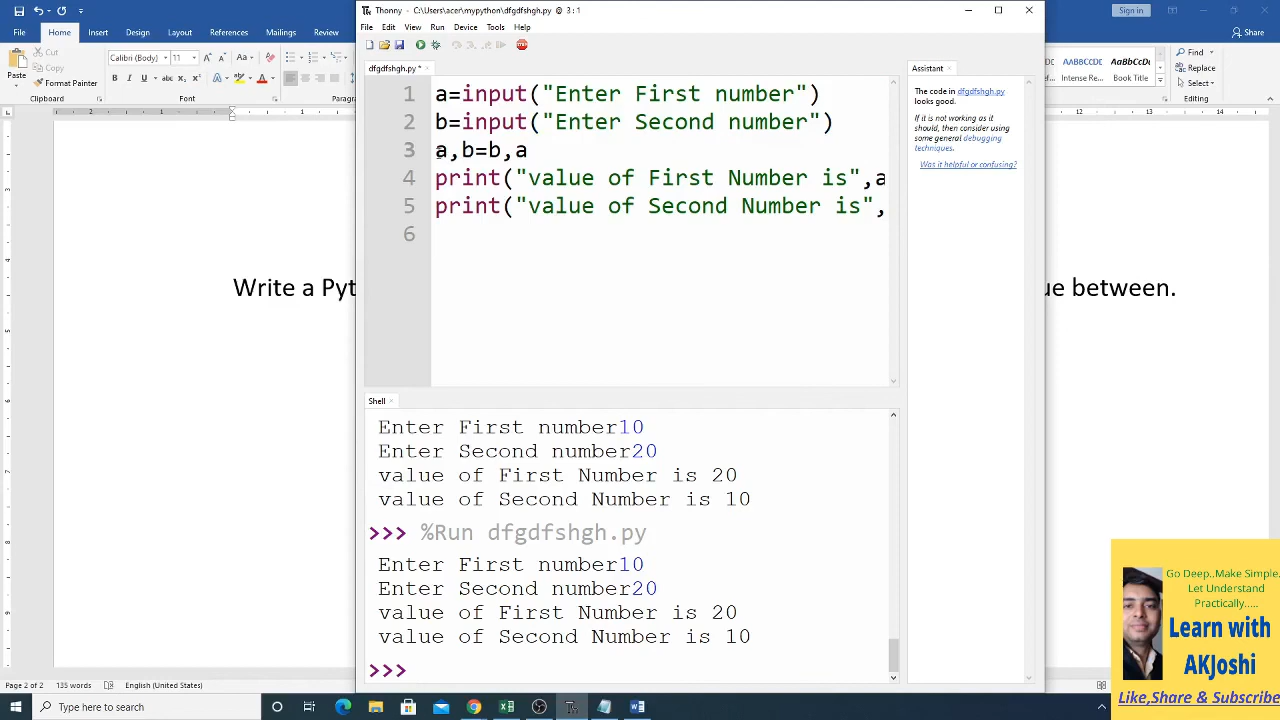 Thonny - C:\Users\acer\mypython\dfgdfshgh.py @ 3:1
Sign in
File Edit View Run Device Tools Help
File Home Insert Design Layout References Mailings
Share
Cut
Copy
Format Painter
Paste
Clipboard
Calibri (Body) 11
Font
Paragr
dfgdfshgh.py *
1 a=input("Enter First number")
2 b=input("Enter Second number")
3 a,b=b,a
4 print("value of First Number is",a
5 print("value of Second Number is",
6
Assistant
The code in dfgdfshgh.py
looks good.
If it is not working as it
should, then consider using
some general debugging
techniques.
Was it helpful or confusing?
AABBCCL AaBbCcDc
Intense Re... Book Title
Find
Replace
Select
Editing
Write a Pyt
ue between.
Shell
Enter First number10
Enter Second number20
value of First Number is 20
value of Second Number is 10
>>> %Run dfgdfshgh.py
Enter First number10
Enter Second number20
value of First Number is 20
value of Second Number is 10
>>>
Go Deep..Make Simple.
Let Understand
Practically.....
Learn with
AKJoshi
Like,Share & Subscribe
Page 2 of 2 135 words English (United States)
Type here to search